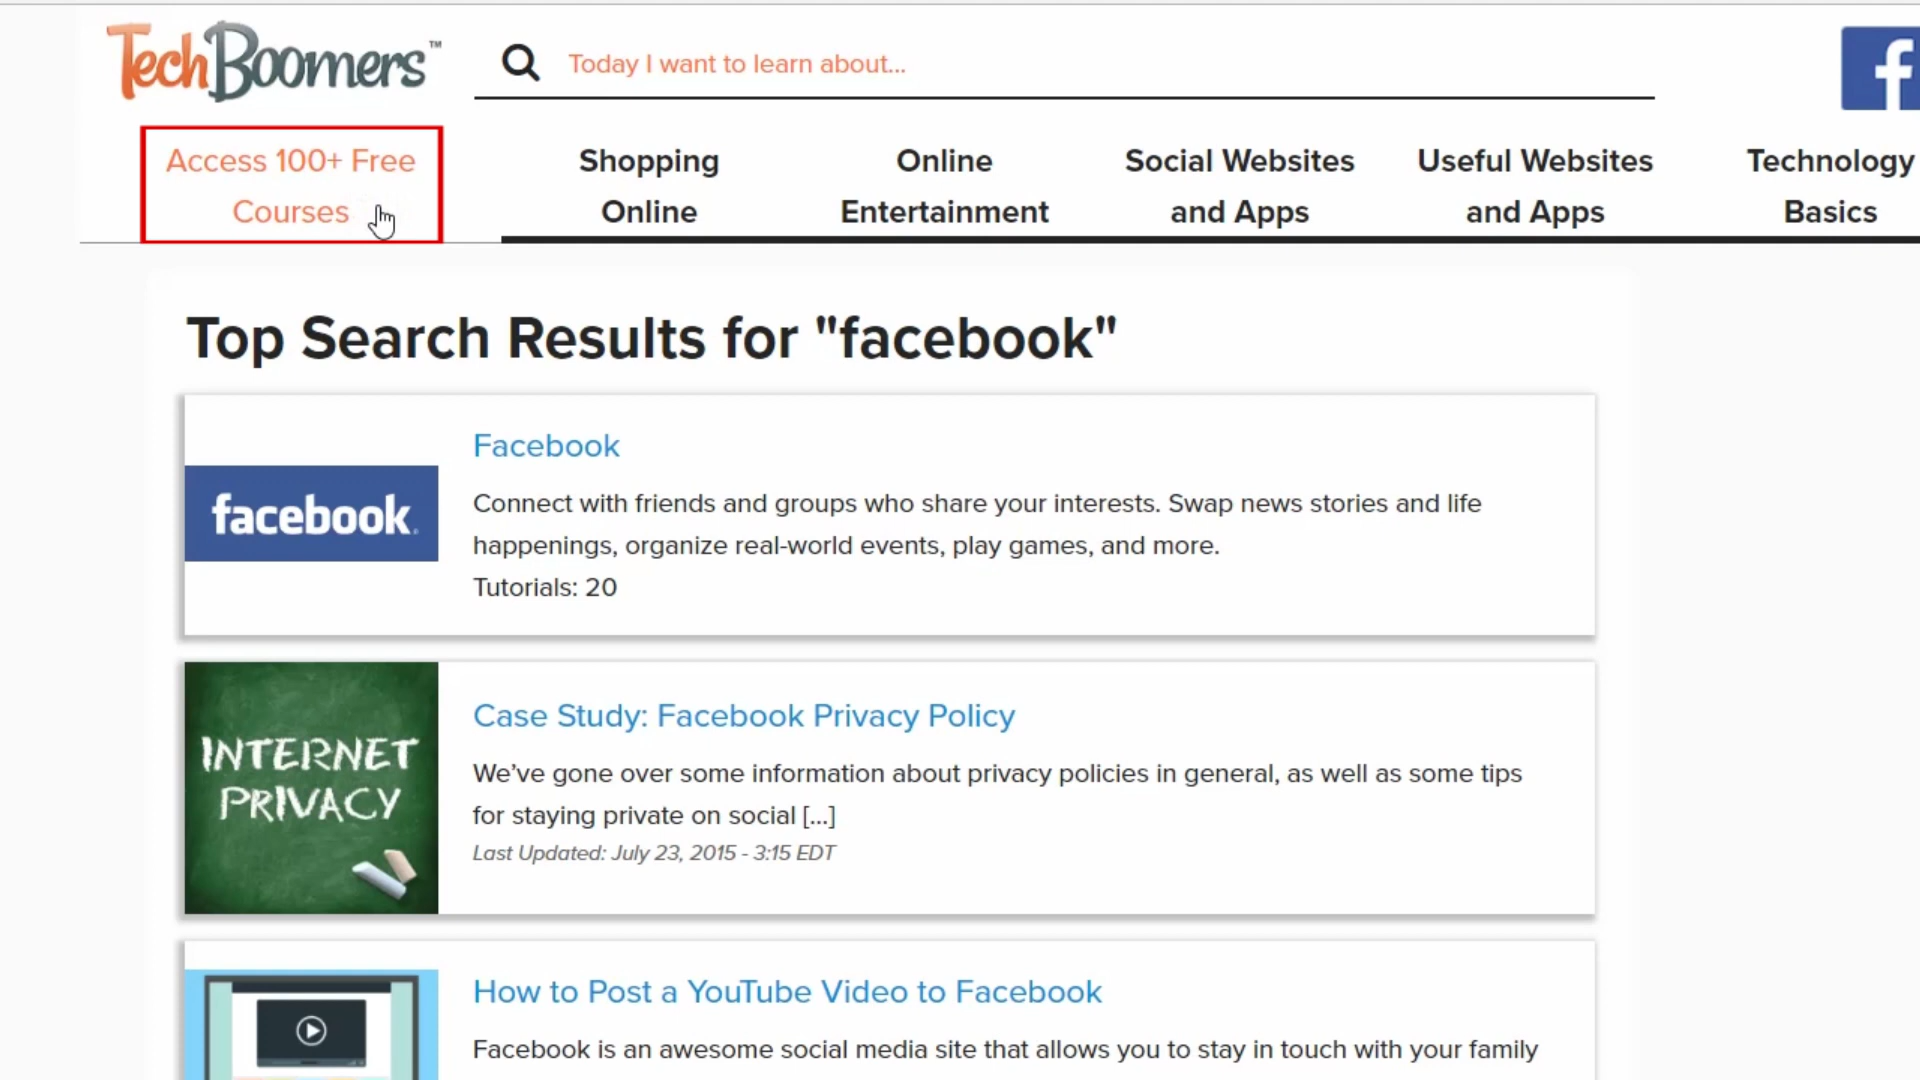 TechBoomers™
Today I want to learn about...
Access 100+ Free
Courses
Shopping
Online
Online
Entertainment
Social Websites
and Apps
Useful Websites
and Apps
Technology
Basics
Top Search Results for "facebook"
facebook
Facebook
Connect with friends and groups who share your interests. Swap news stories and life
happenings, organize real-world events, play games, and more.
Tutorials: 20
INTERNET
PRIVACY
Case Study: Facebook Privacy Policy
We’ve gone over some information about privacy policies in general, as well as some tips
for staying private on social [...]
Last Updated: July 23, 2015 - 3:15 EDT
How to Post a YouTube Video to Facebook
Facebook is an awesome social media site that allows you to stay in touch with your family